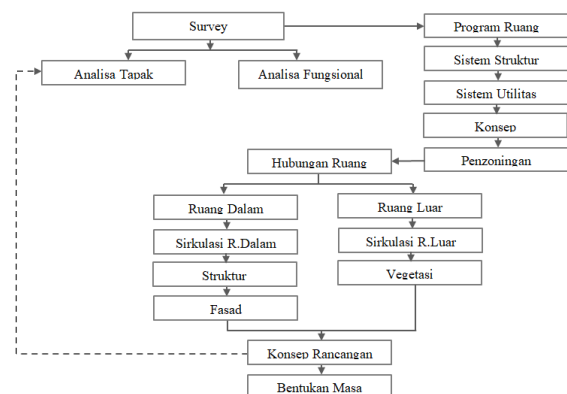 Survey
Program Ruang
Analisa Tapak
Analisa Fungsional
Sistem Struktur
Sistem Utilitas
Konsep
Penzoningan
Hubungan Ruang
Ruang Dalam
Ruang Luar
Sirkulasi R.Dalam
Sirkulasi R.Luar
Struktur
Vegetasi
Fasad
Konsep Rancangan
Bentukan Masa